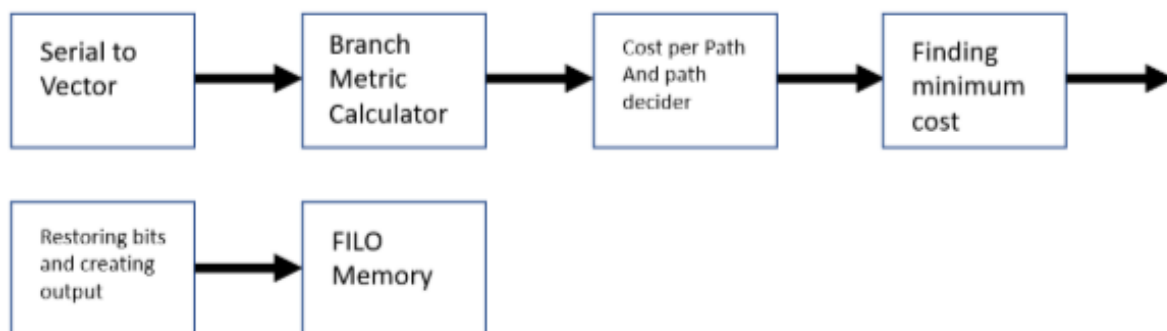 Serial to
Vector
Branch
Metric
Calculator
Cost per Path
And path
decider
Finding
minimum
cost
Restoring bits
and creating
output
FILO
Memory